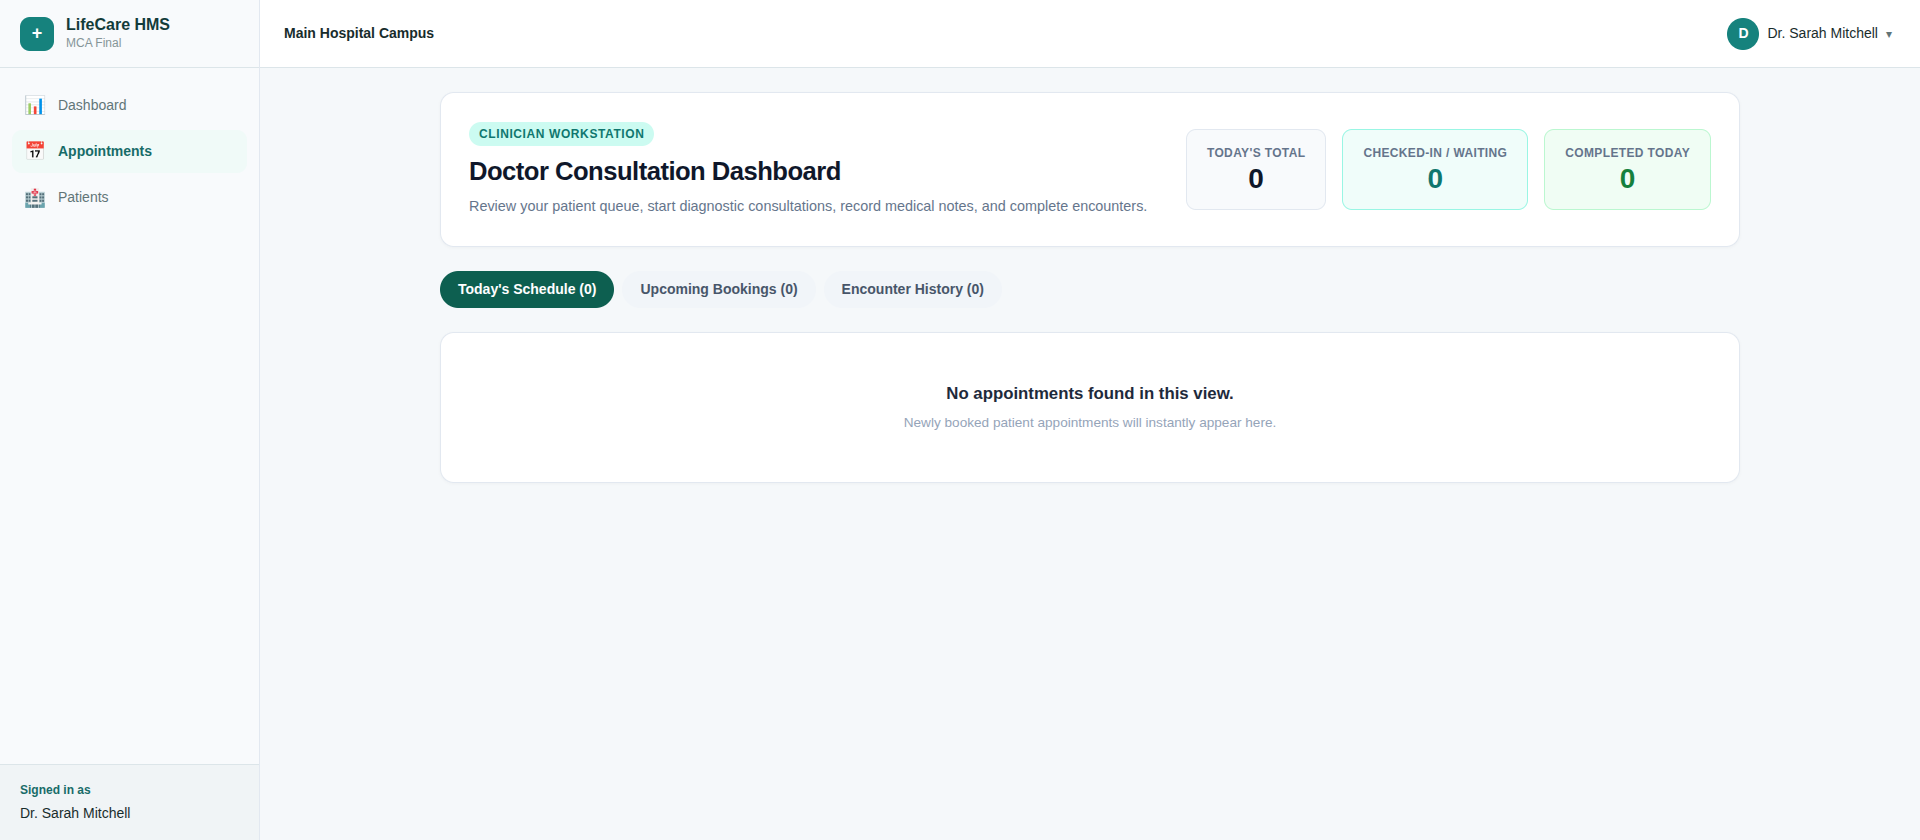 +
LifeCare HMS
MCA Final
Dashboard
Appointments
Patients
Signed in as
Dr. Sarah Mitchell
Main Hospital Campus
D
Dr. Sarah Mitchell ▾
CLINICIAN WORKSTATION
Doctor Consultation Dashboard
Review your patient queue, start diagnostic consultations, record medical notes, and complete encounters.
TODAY'S TOTAL
0
CHECKED-IN / WAITING
0
COMPLETED TODAY
0
Today's Schedule (0)
Upcoming Bookings (0)
Encounter History (0)
No appointments found in this view.
Newly booked patient appointments will instantly appear here.